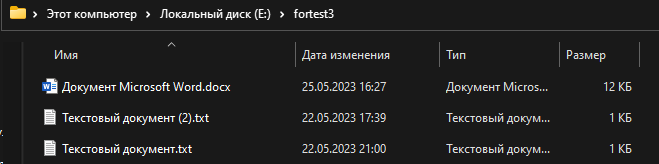 Этот компьютер › Локальный диск (E:) › fortest3
Имя Дата изменения Тип Размер
Документ Microsoft Word.docx 25.05.2023 16:27 Документ Micros... 12 КБ
Текстовый документ (2).txt 22.05.2023 17:39 Текстовый докум... 1 КБ
Текстовый документ.txt 22.05.2023 21:00 Текстовый докум... 1 КБ